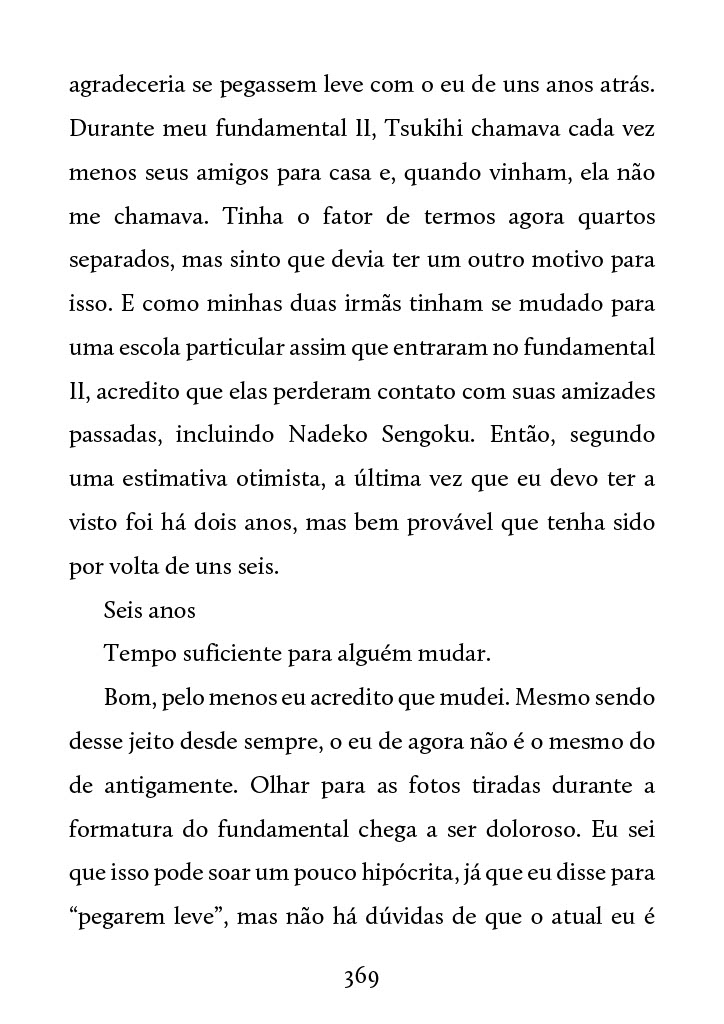 agradeceria se pegassem leve com o eu de uns anos atrás.
Durante meu fundamental II, Tsukihi chamava cada vez
menos seus amigos para casa e, quando vinham, ela não
me chamava. Tinha o fator de termos agora quartos
separados, mas sinto que devia ter um outro motivo para
isso. E como minhas duas irmãs tinham se mudado para
uma escola particular assim que entraram no fundamental
II, acredito que elas perderam contato com suas amizades
passadas, incluindo Nadeko Sengoku. Então, segundo
uma estimativa otimista, a última vez que eu devo ter a
visto foi há dois anos, mas bem provável que tenha sido
por volta de uns seis.
Seis anos
Tempo suficiente para alguém mudar.
Bom, pelo menos eu acredito que mudei. Mesmo sendo
desse jeito desde sempre, o eu de agora não é o mesmo do
de antigamente. Olhar para as fotos tiradas durante a
formatura do fundamental chega a ser doloroso. Eu sei
que isso pode soar um pouco hipócrita, já que eu disse para
“pegarem leve”, mas não há dúvidas de que o atual eu é
369